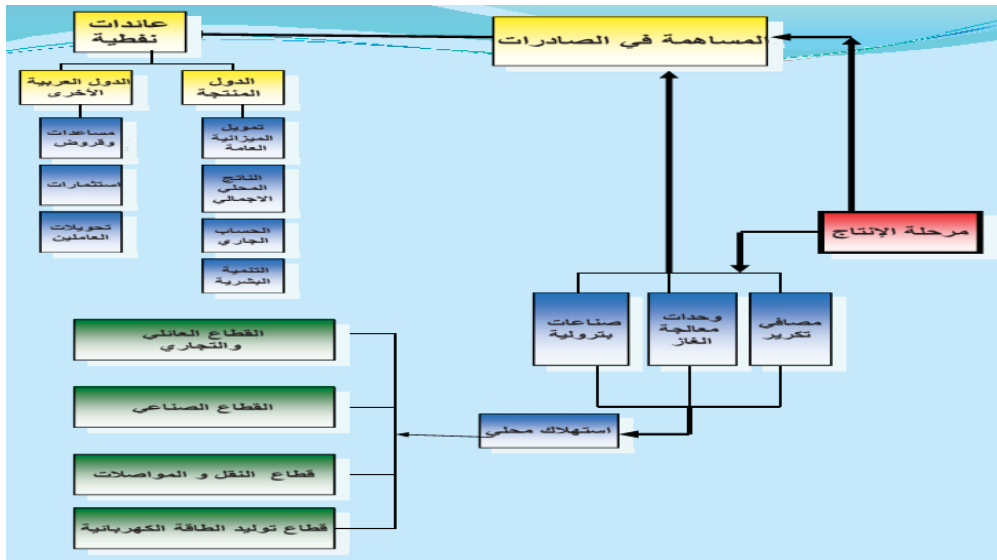 المساهمة في الصادرات
عائدات
نفطية
الدول
المنتجة
الدول العربية
الأخرى
تمويل
الميزانية
العامة
مساعدات
وقروض
الناتج
المحلي
الاجمالي
استثمارات
الحساب
الجاري
تحويلات
العاملين
التنمية
البشرية
مرحلة الإنتاج
مصافي
تكرير
وحدات
معالجة
الغاز
صناعات
بترولية
استهلاك محلي
القطاع العائلي
والتجاري
القطاع الصناعي
قطاع النقل و المواصلات
قطاع توليد الطاقة الكهربائية